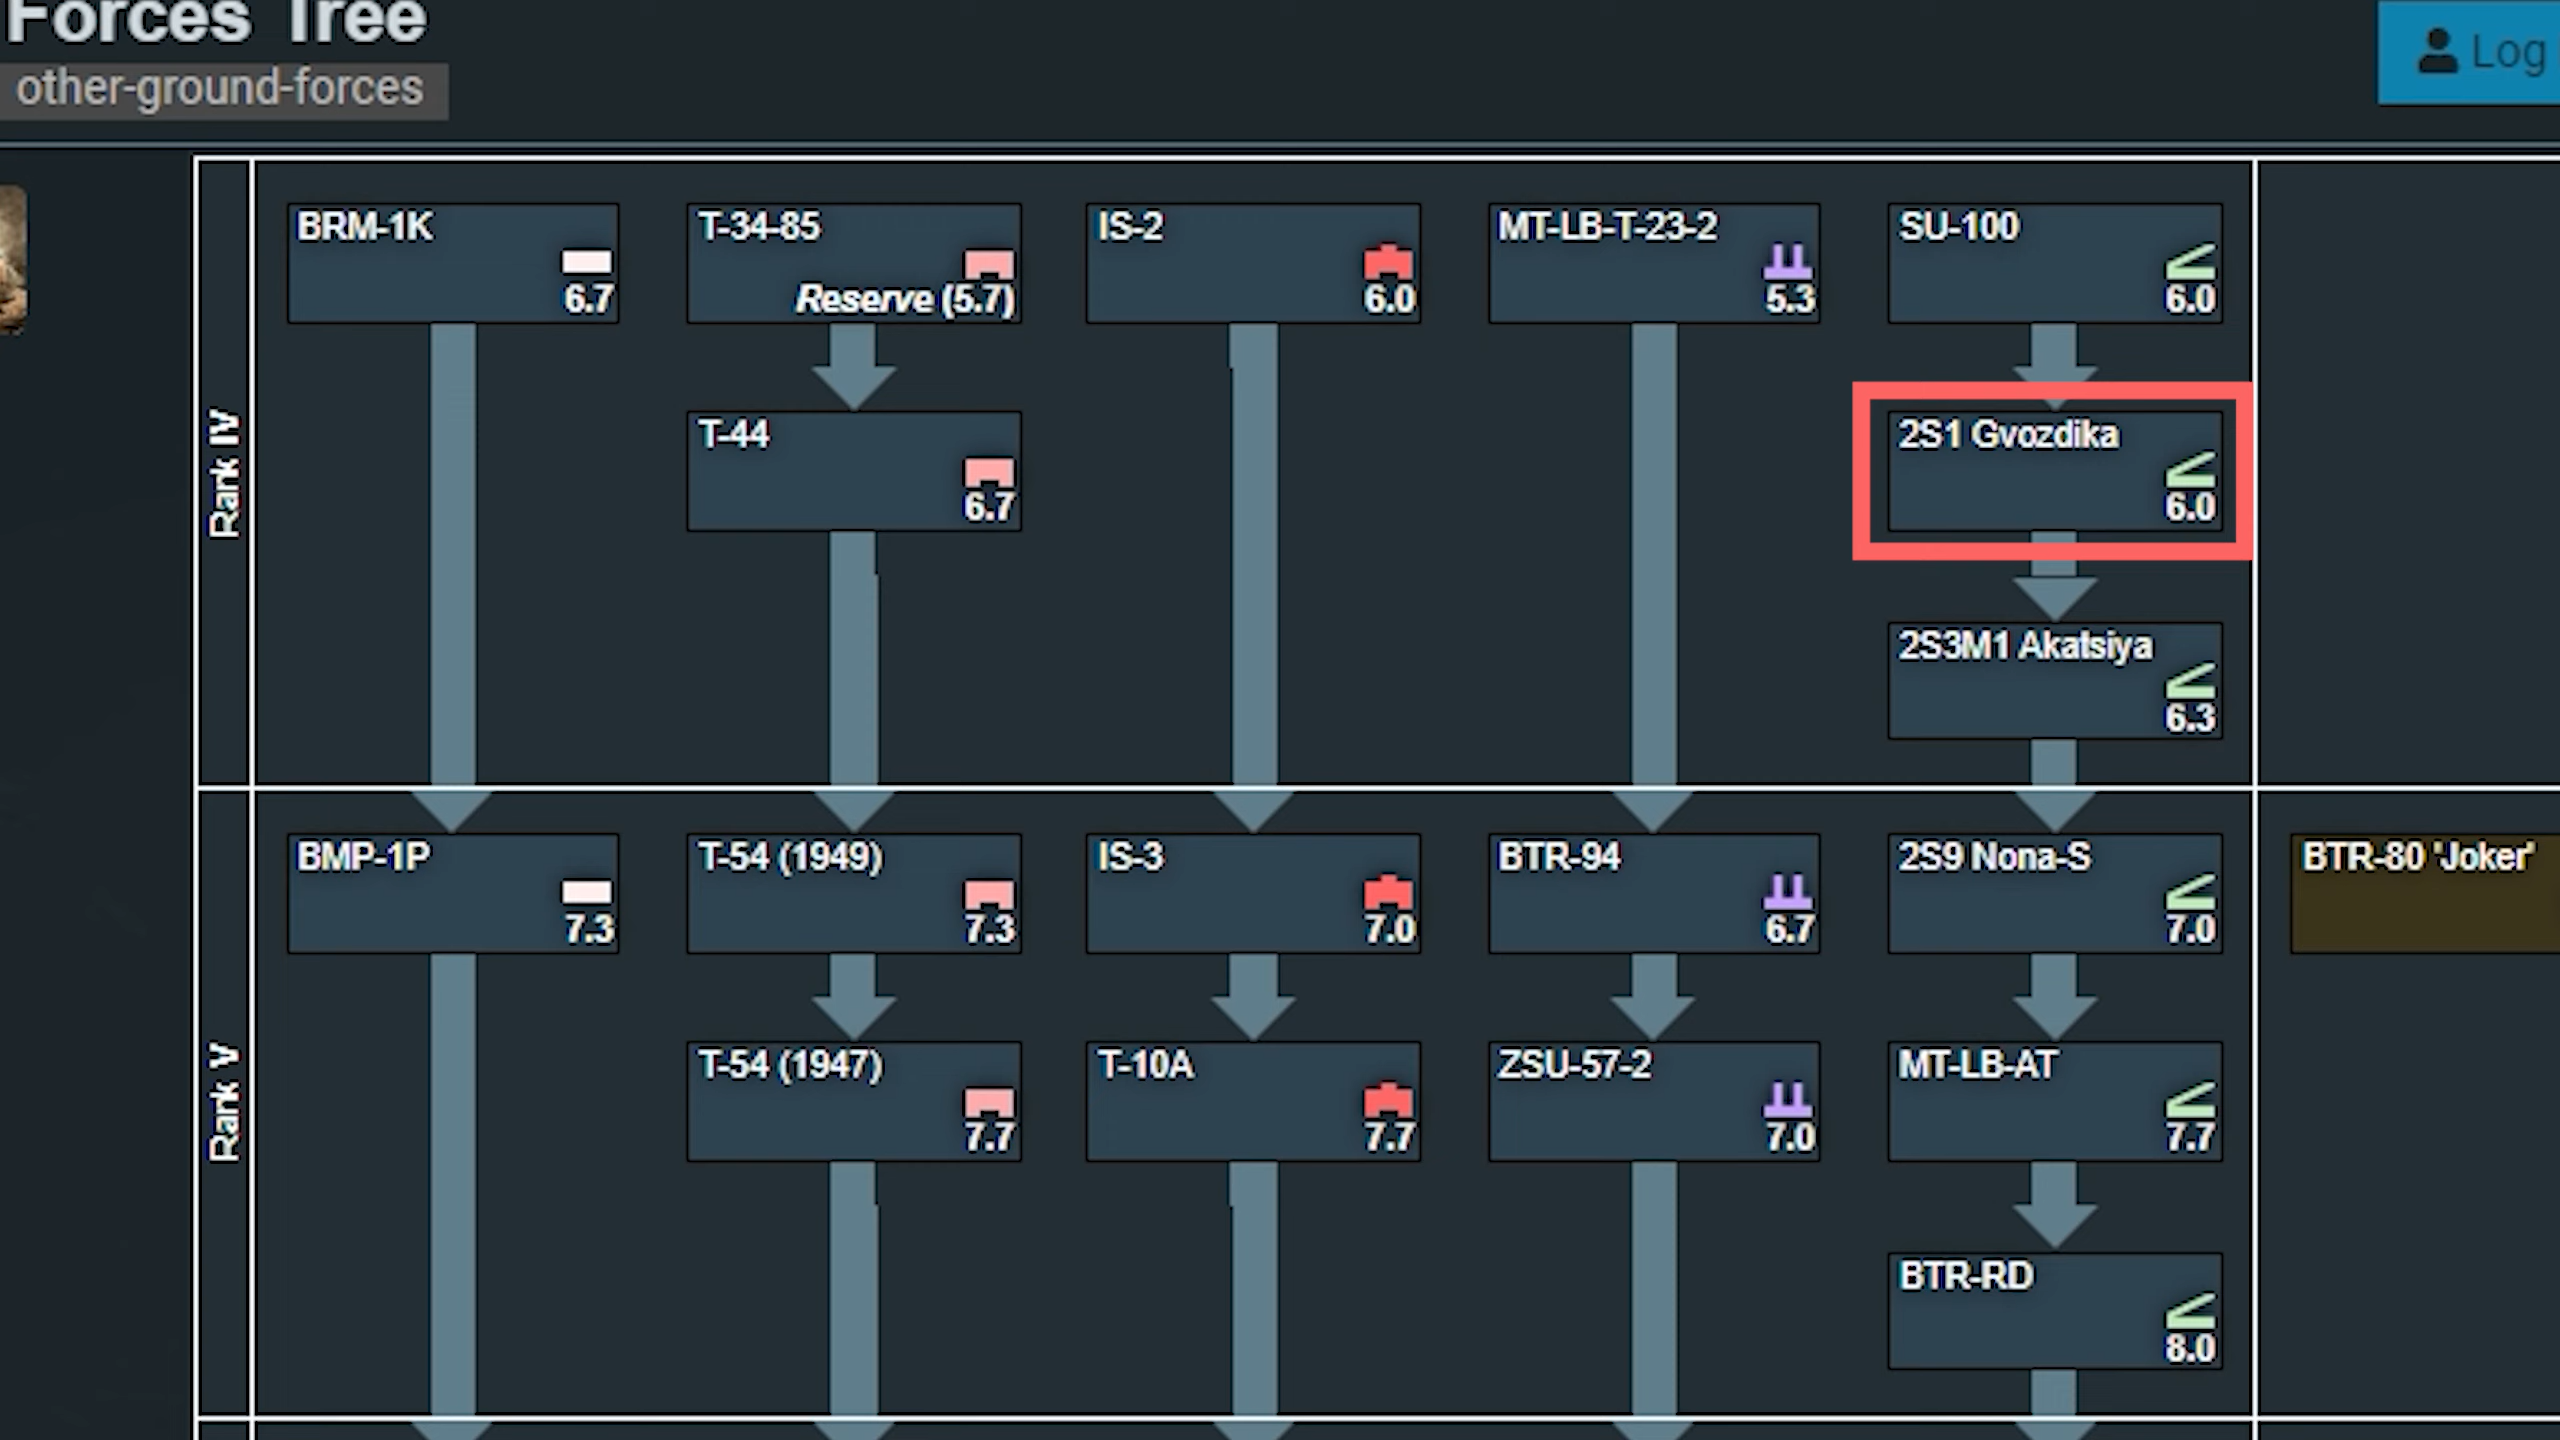 Forces Tree
other-ground-forces
Log
Rank IV
BRM-1K
6.7
T-34-85
Reserve (5.7)
IS-2
6.0
MT-LB-T-23-2
5.3
SU-100
6.0
T-44
6.7
2S1 Gvozdika
6.0
2S3M1 Akatsiya
6.3
Rank V
BMP-1P
7.3
T-54 (1949)
7.3
IS-3
7.0
BTR-94
6.7
2S9 Nona-S
7.0
BTR-80 'Joker'
T-54 (1947)
7.7
T-10A
7.7
ZSU-57-2
7.0
MT-LB-AT
7.7
BTR-RD
8.0